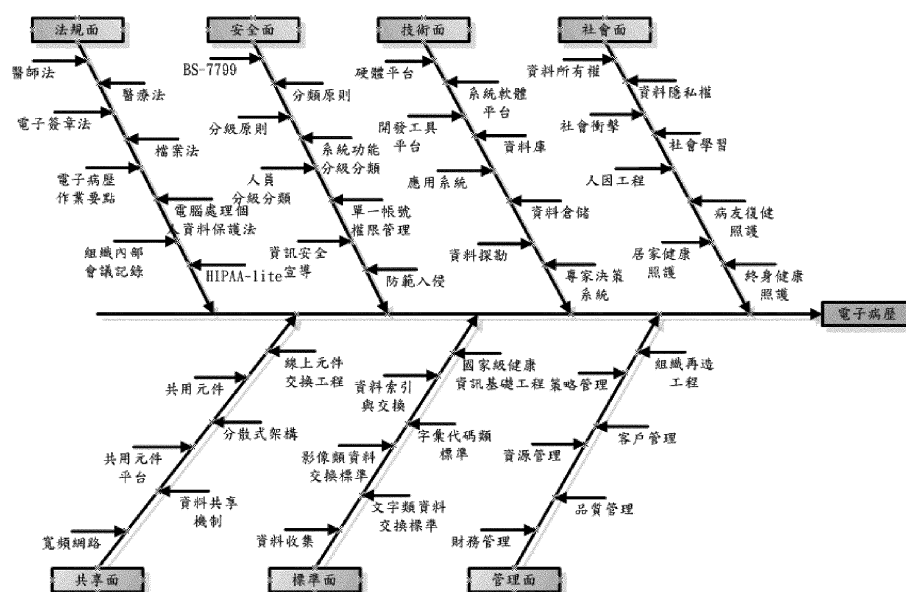 法規面
安全面
技術面
社會面
醫師法
醫療法
電子簽章法
檔案法
電子病歷
作業要點
電腦處理個
人資料保護法
組織內部
會議記錄
HIPAA-lite
BS-7799
分類原則
分級原則
系統功能
分級分類
人員
分級分類
單一帳號
權限管理
資訊安全
宣導
防範入侵
硬體平台
系統軟體
平台
開發工具
平台
資料庫
應用系統
資料倉儲
資料探勘
專家決策
系統
資料所有權
資料隱私權
社會衝擊
社會學習
人因工程
病友復健
照護
居家健康
照護
終身健康
照護
電子病歷
線上元件
交換工程
共用元件
分散式架構
共用元件
平台
資料共享
機制
寬頻網路
國家級健康
資訊基礎工程
資料索引
與交換
字彙代碼類
標準
影像類資料
交換標準
文字類資料
交換標準
資料收集
組織再造
工程
策略管理
客戶管理
資源管理
品質管理
財務管理
共享面
標準面
管理面